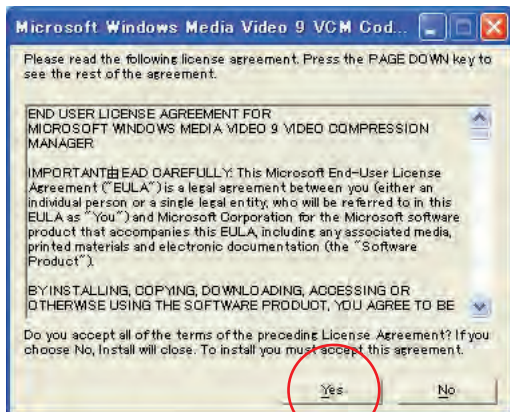 Microsoft Windows Media Video 9 VCM Cod...
Please read the following license agreement. Press the PAGE DOWN key to
see the rest of the agreement.
END USER LICENSE AGREEMENT FOR
MICROSOFT WINDOWS MEDIA VIDEO 9 VIDEO COMPRESSION
MANAGER
IMPORTANT由EAD CAREFULLY: This Microsoft End-User License
Agreement ("EULA") is a legal agreement between you (either an
individual person or a single legal entity, who will be referred to in this
EULA as "You") and Microsoft Corporation for the Microsoft software
product that accompanies this EULA, including any associated media,
printed materials and electronic documentation (the "Software
Product").
BY INSTALLING, COPYING, DOWNLOADING, ACCESSING OR
OTHERWISE USING THE SOFTWARE PRODUCT, YOU AGREE TO BE
Do you accept all of the terms of the preceding License Agreement? If you
choose No, Install will close. To install you must accept this agreement.
Yes No